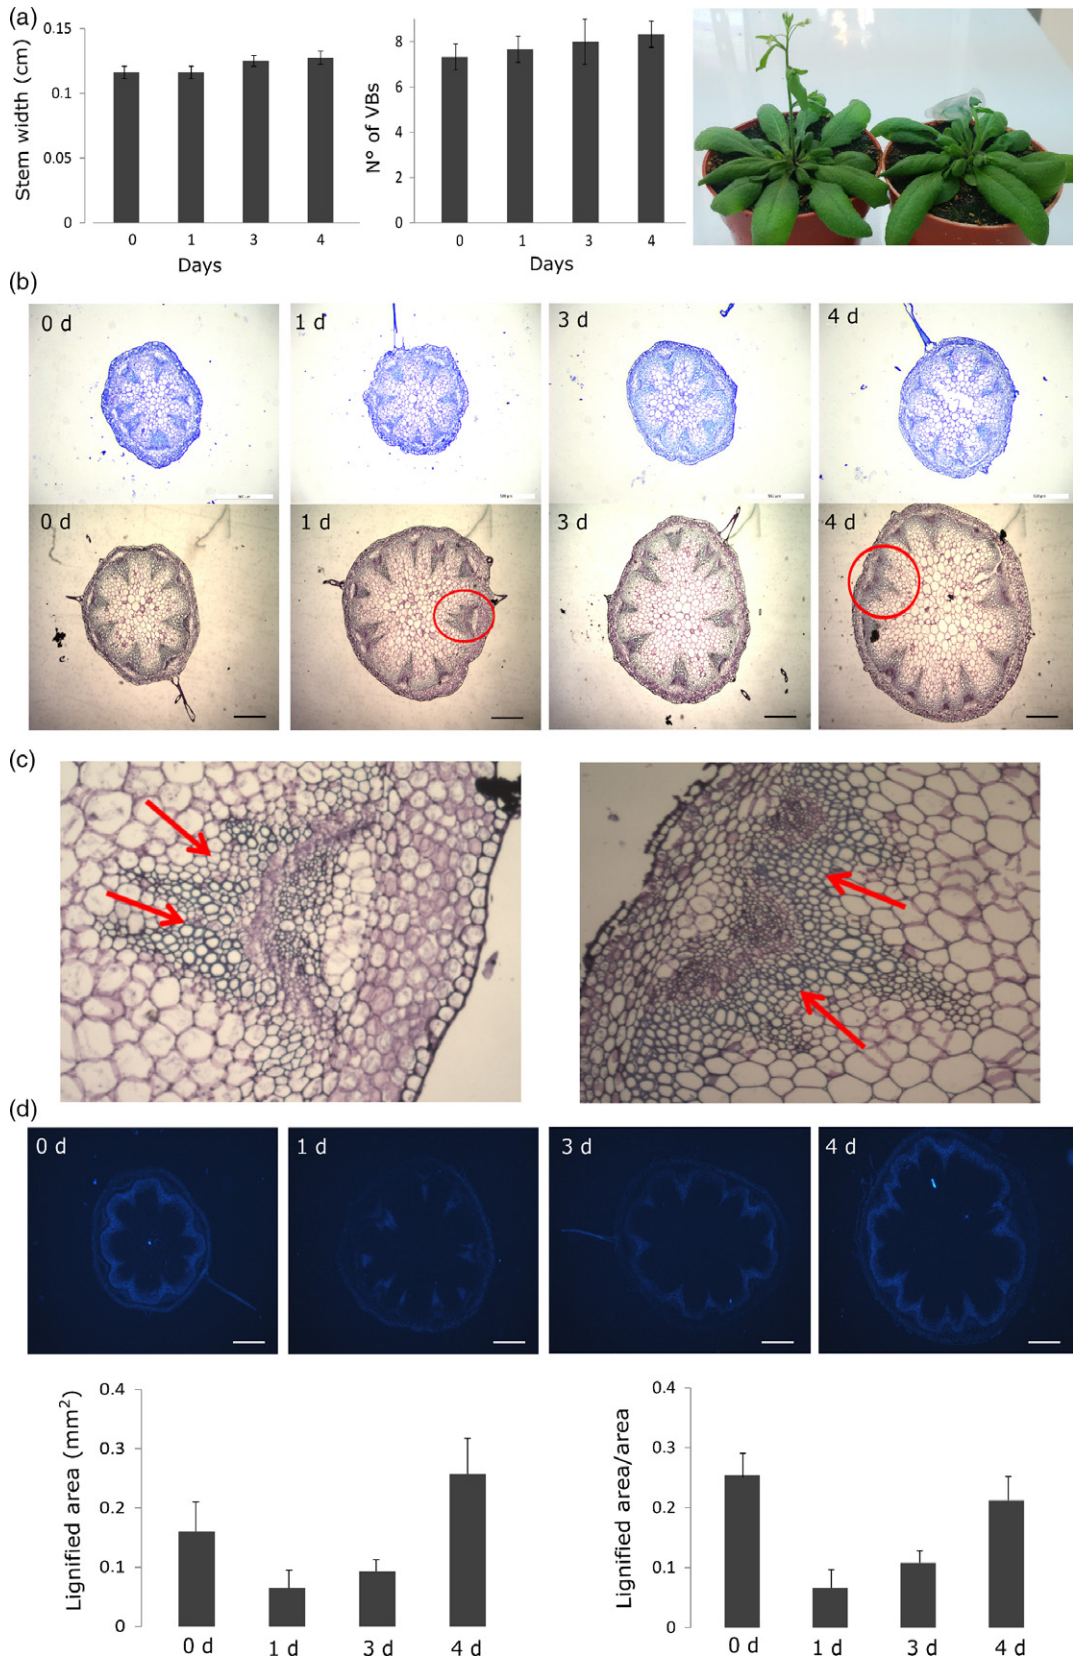 (a)
Stem width (cm)
0.15
0.1
0.05
0
0 1 3 4
Days
N° of VBs
8
6
4
2
0
0 1 3 4
Days
(b)
0 d
1 d
3 d
4 d
0 d
1 d
3 d
4 d
(c)
(d)
0 d
1 d
3 d
4 d
Lignified area (mm²)
0.4
0.3
0.2
0.1
0
0 d 1 d 3 d 4 d
Lignified area/area
0.4
0.3
0.2
0.1
0
0 d 1 d 3 d 4 d